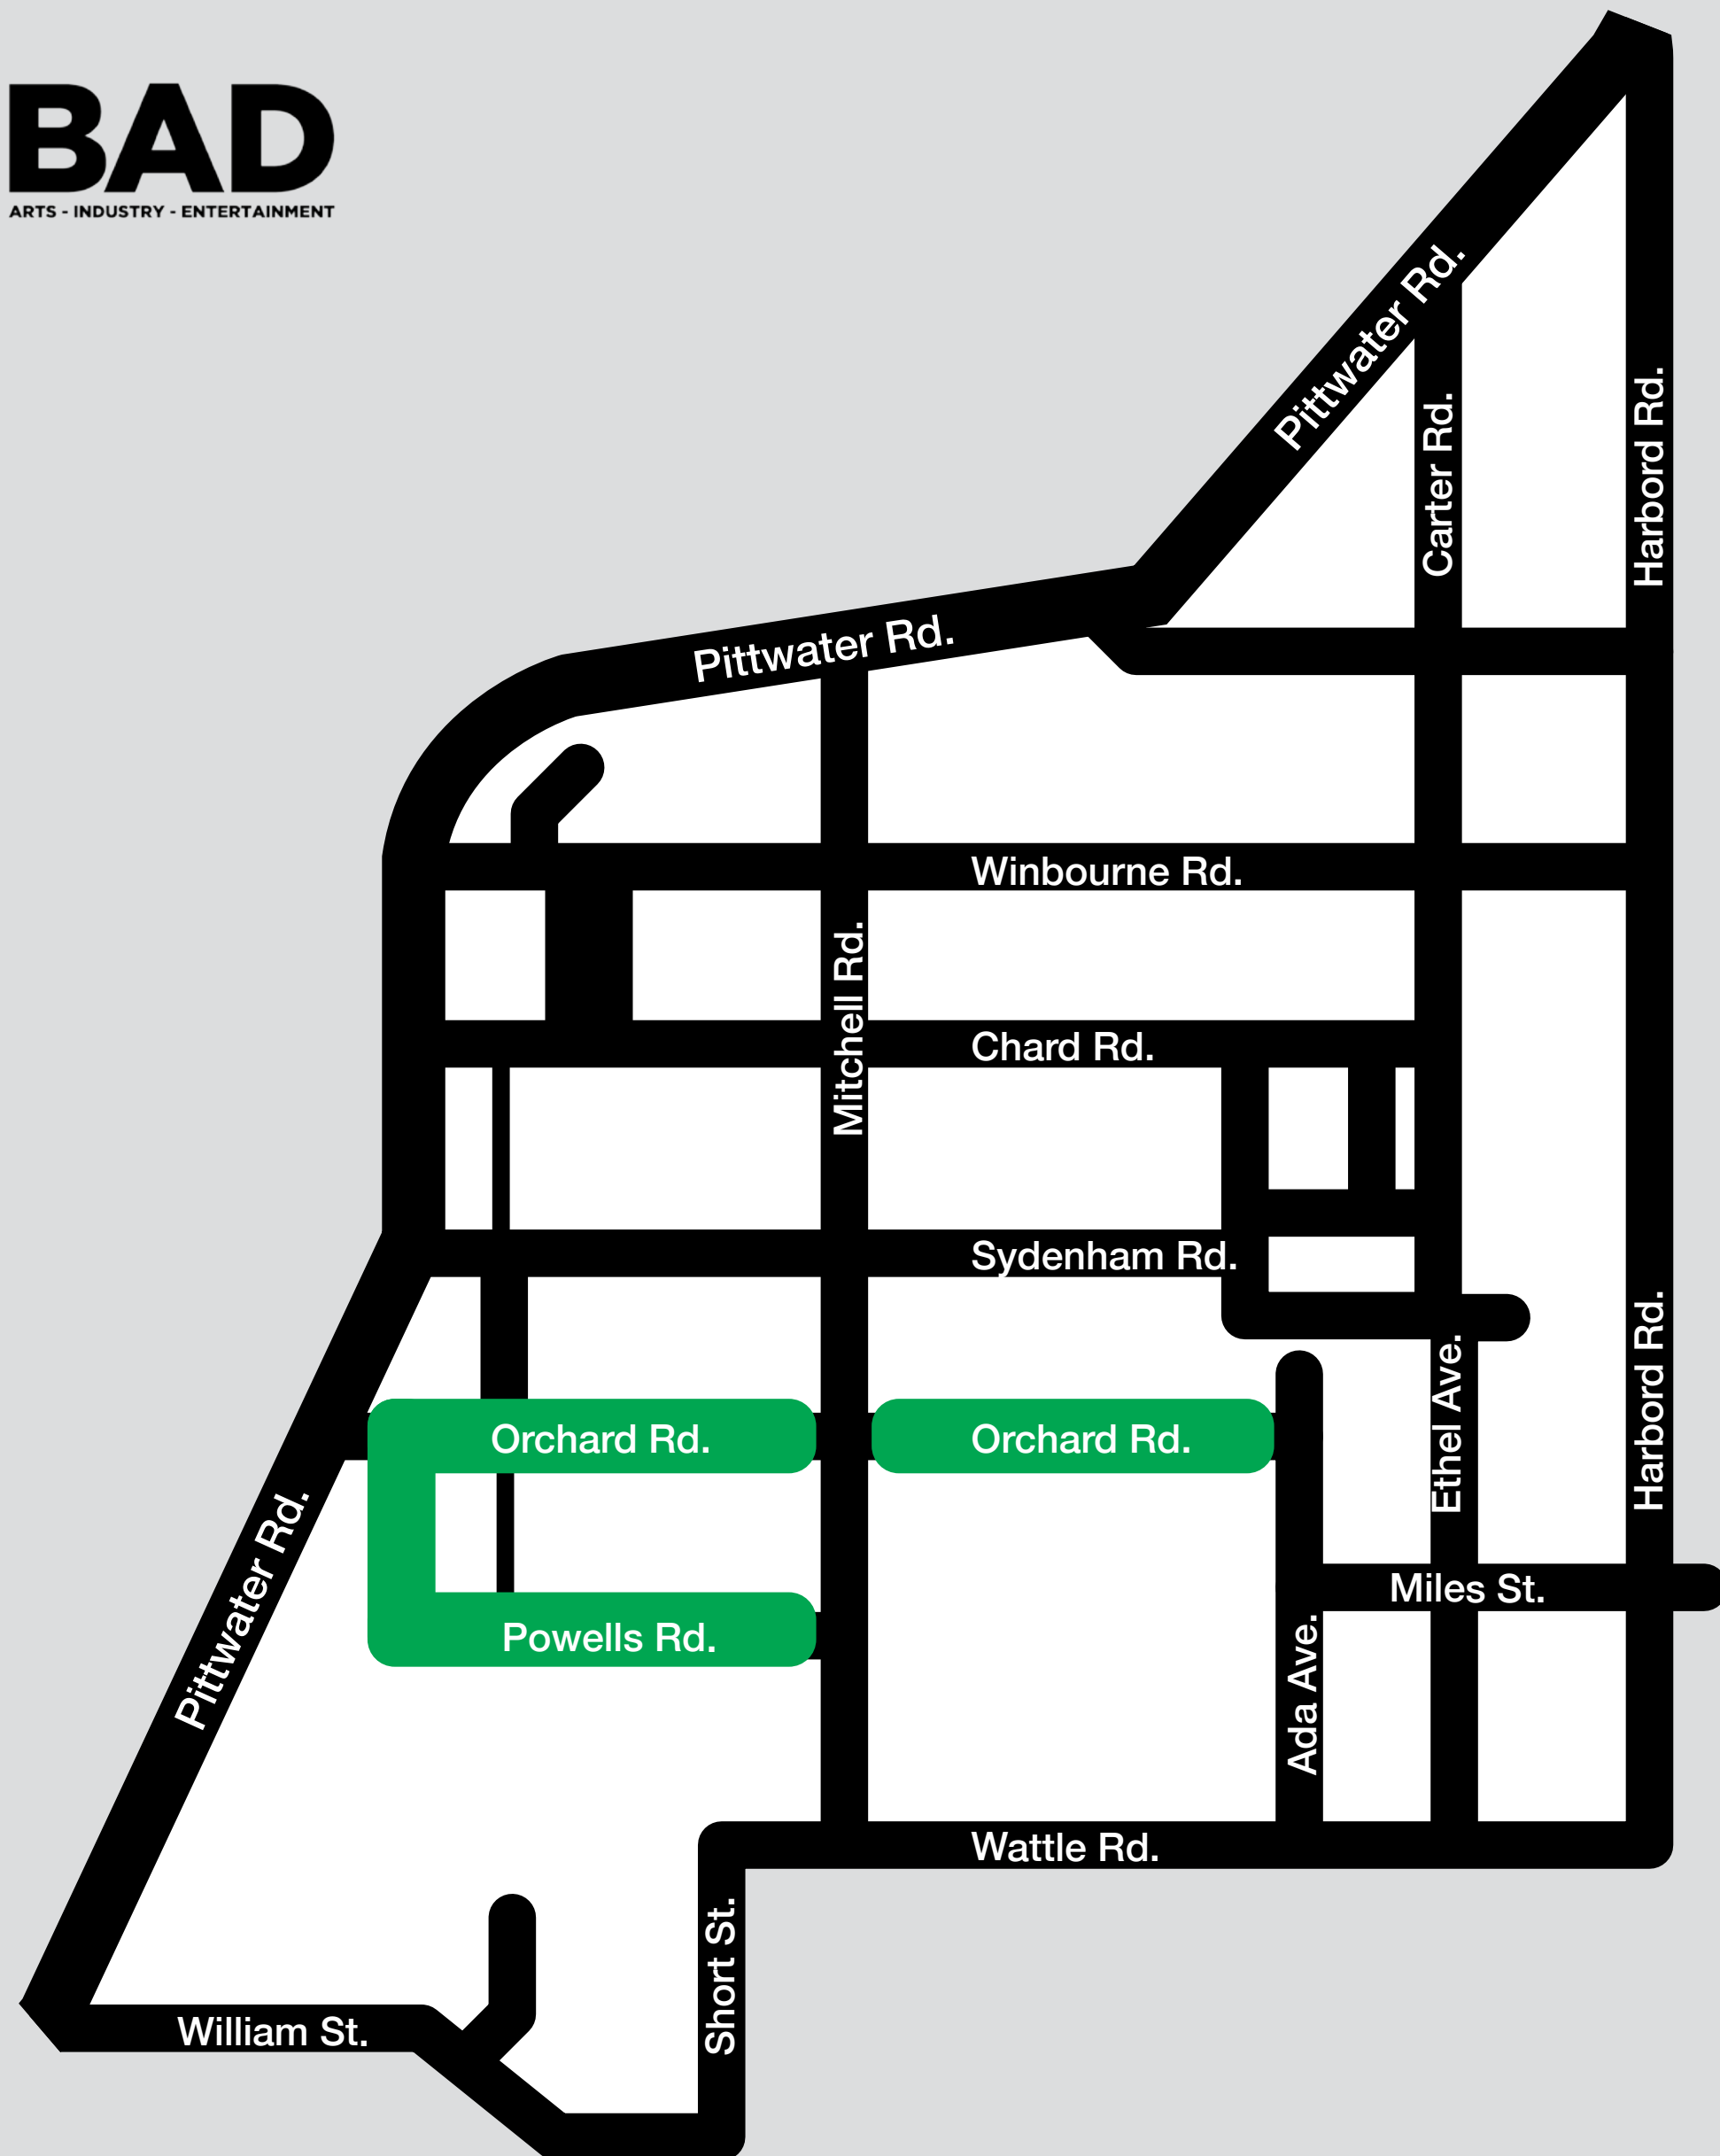 BAD
ARTS - INDUSTRY - ENTERTAINMENT
Pittwater Rd.
Carter Rd.
Harbord Rd.
Pittwater Rd.
Winbourne Rd.
Mitchell Rd.
Chard Rd.
Sydenham Rd.
Harbord Rd.
Ethel Ave.
Orchard Rd.
Orchard Rd.
Pittwater Rd.
Miles St.
Powells Rd.
Ada Ave.
Wattle Rd.
Short St.
William St.